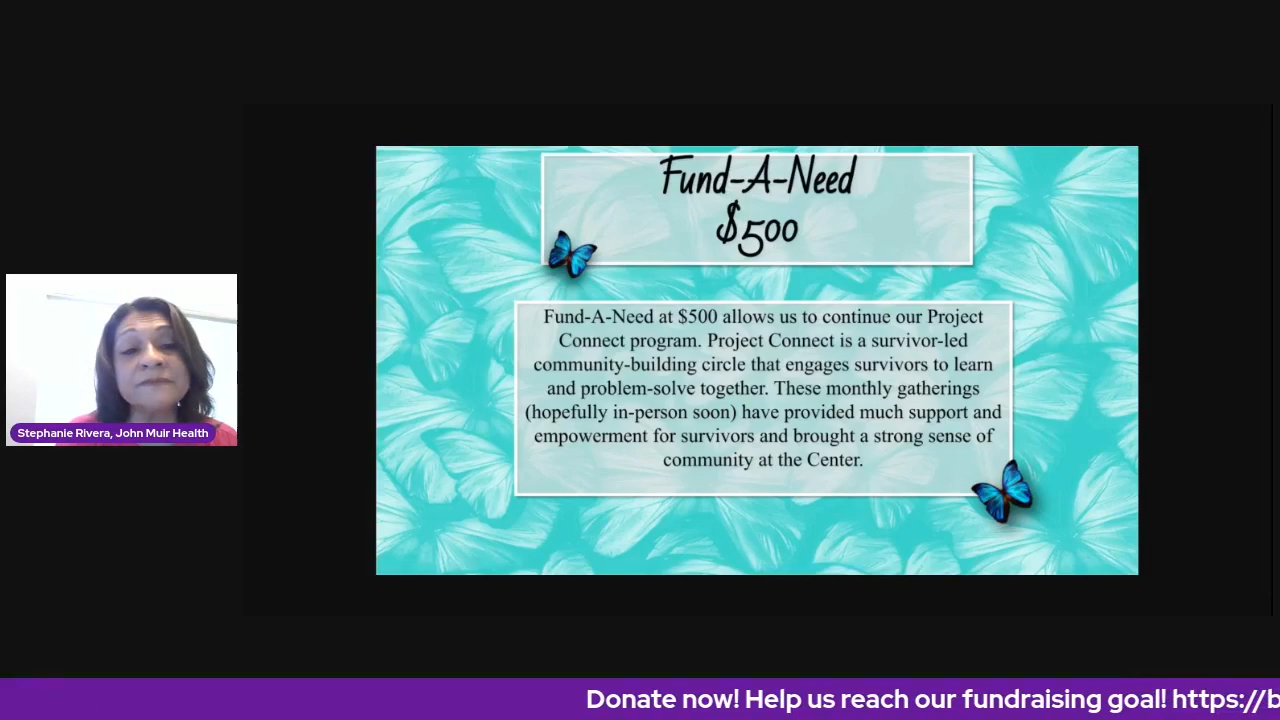 Fund-A-Need
$500
Fund-A-Need at $500 allows us to continue our Project
Connect program. Project Connect is a survivor-led
community-building circle that engages survivors to learn
and problem-solve together. These monthly gatherings
(hopefully in-person soon) have provided much support and
empowerment for survivors and brought a strong sense of
community at the Center.
Stephanie Rivera, John Muir Health
Donate now! Help us reach our fundraising goal! https://b